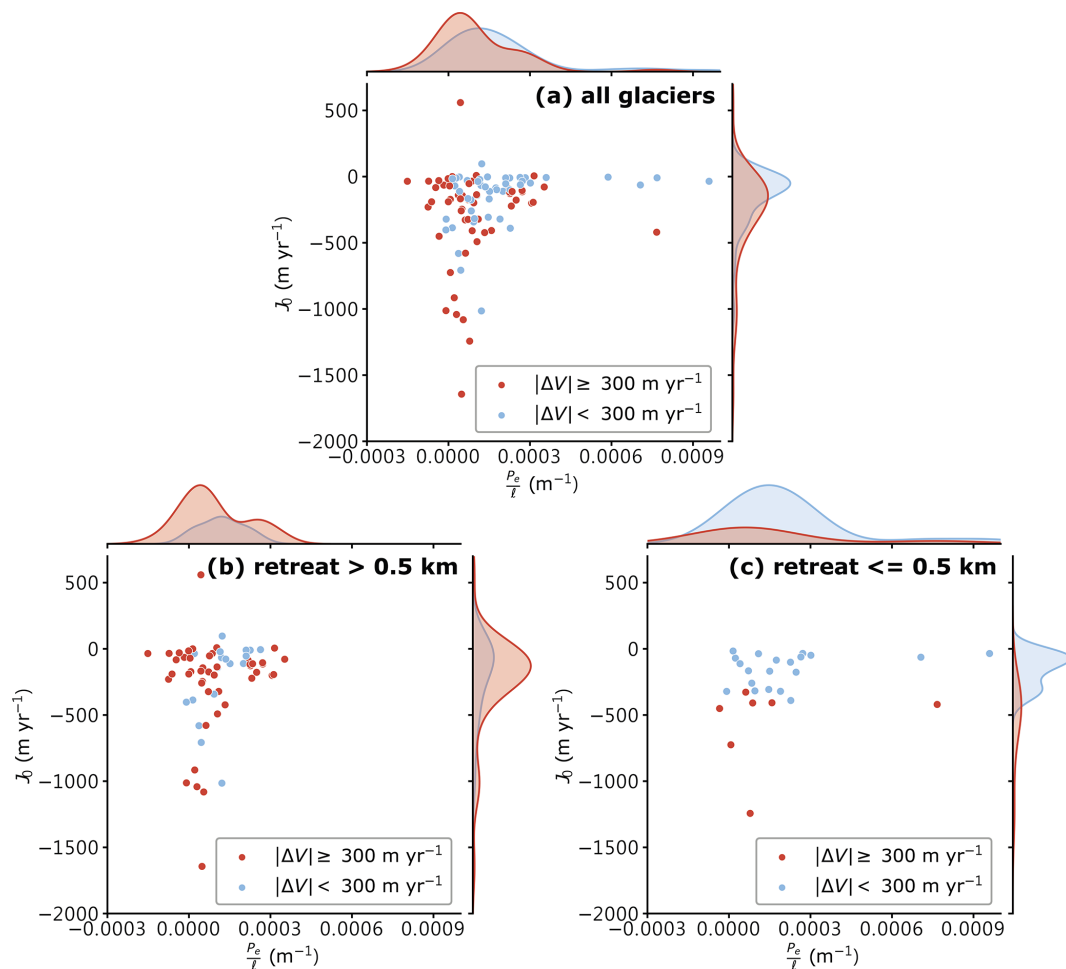 (a) all glaciers
500
0
−500
−1000
−1500
−2000
J₀ (m yr⁻¹)
|ΔV| ≥ 300 m yr⁻¹
|ΔV| < 300 m yr⁻¹
−0.0003 0.0000 0.0003 0.0006 0.0009
Pₑ/ℓ (m⁻¹)
(b) retreat > 0.5 km
500
0
−500
−1000
−1500
−2000
J₀ (m yr⁻¹)
|ΔV| ≥ 300 m yr⁻¹
|ΔV| < 300 m yr⁻¹
−0.0003 0.0000 0.0003 0.0006 0.0009
Pₑ/ℓ (m⁻¹)
(c) retreat <= 0.5 km
500
0
−500
−1000
−1500
−2000
J₀ (m yr⁻¹)
|ΔV| ≥ 300 m yr⁻¹
|ΔV| < 300 m yr⁻¹
−0.0003 0.0000 0.0003 0.0006 0.0009
Pₑ/ℓ (m⁻¹)